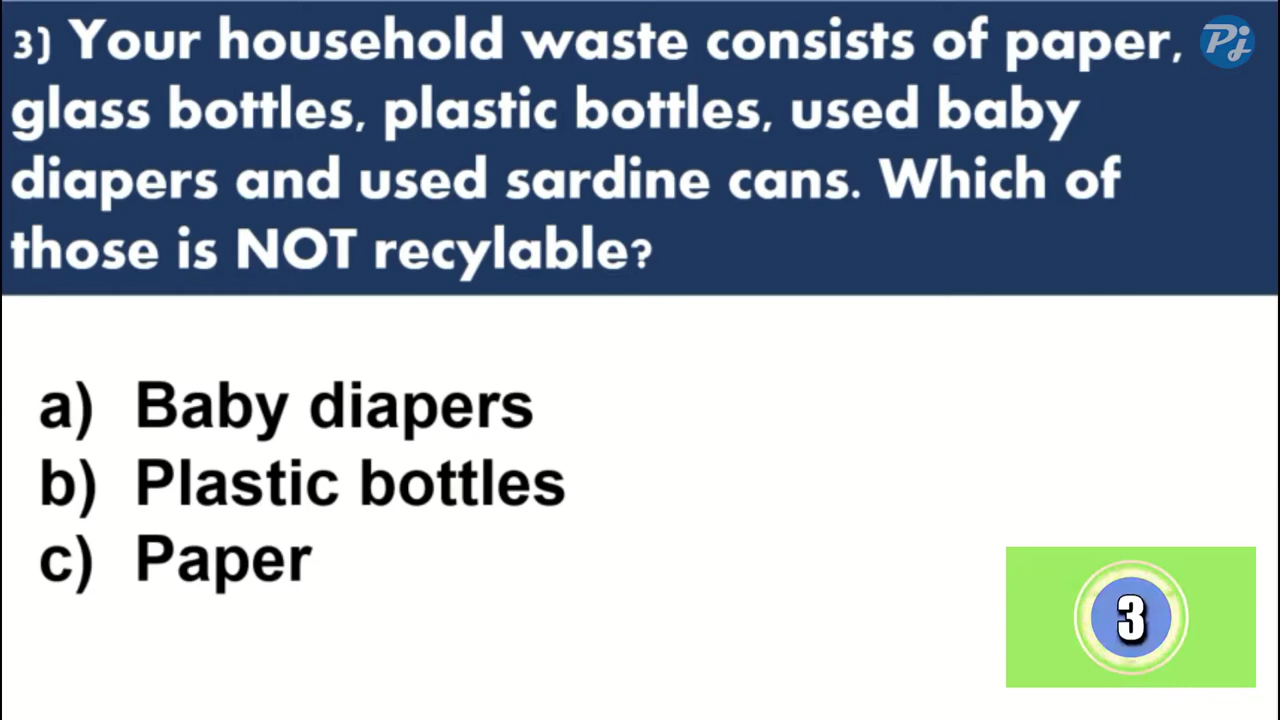 3) Your household waste consists of paper,
glass bottles, plastic bottles, used baby
diapers and used sardine cans. Which of
those is NOT recylable?
a) Baby diapers
b) Plastic bottles
c) Paper
3
Pj